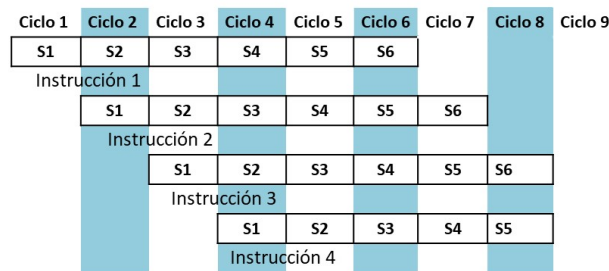 Ciclo 1 Ciclo 2 Ciclo 3 Ciclo 4 Ciclo 5 Ciclo 6 Ciclo 7 Ciclo 8 Ciclo 9
S1 S2 S3 S4 S5 S6
Instrucción 1
S1 S2 S3 S4 S5 S6
Instrucción 2
S1 S2 S3 S4 S5 S6
Instrucción 3
S1 S2 S3 S4 S5
Instrucción 4